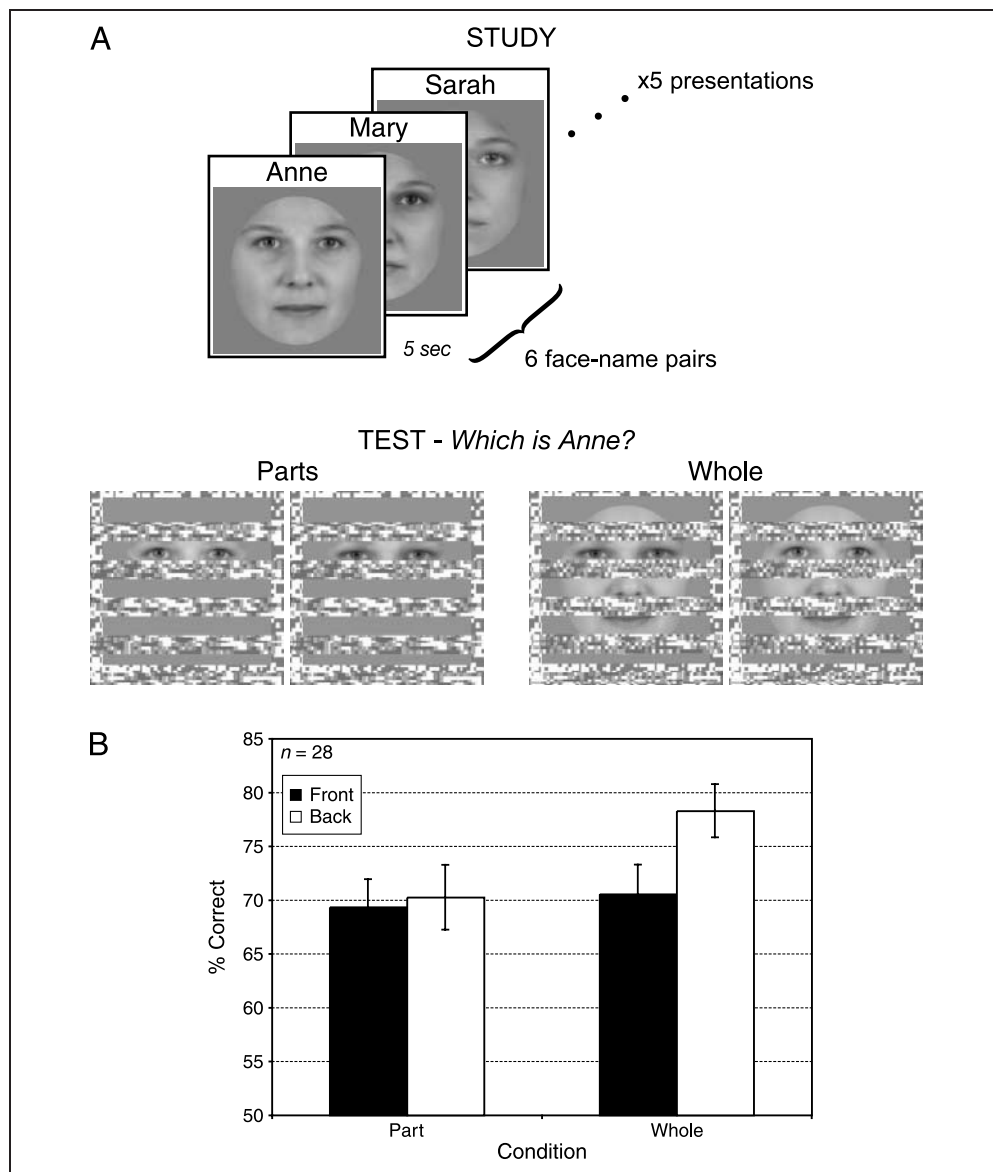 A
STUDY
Sarah
x5 presentations
Mary
Anne
5 sec
6 face-name pairs
TEST - Which is Anne?
Parts
Whole
B
n = 28
Front
Back
85
80
75
70
65
60
55
50
% Correct
Part
Whole
Condition